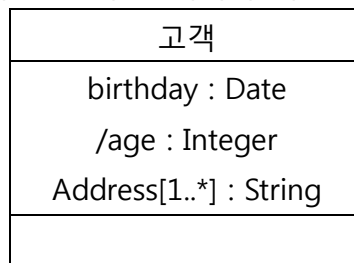 고객
birthday : Date
/age : Integer
Address[1..*] : String